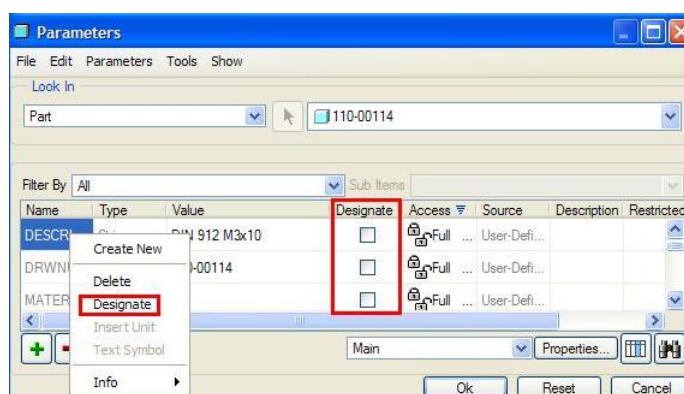 Parameters
File Edit Parameters Tools Show
Look In
Part 110-00114
Filter By All Sub Items
Name Type Value Designate Access Source Description Restricted
DESCRI DIN 912 M3x10 Full ... User-Defi...
Create New
DRWN -00114 Full ... User-Defi...
Delete
MATER Full ... User-Defi...
Designate
Insert Unit
Text Symbol Main Properties...
Info
Ok Reset Cancel